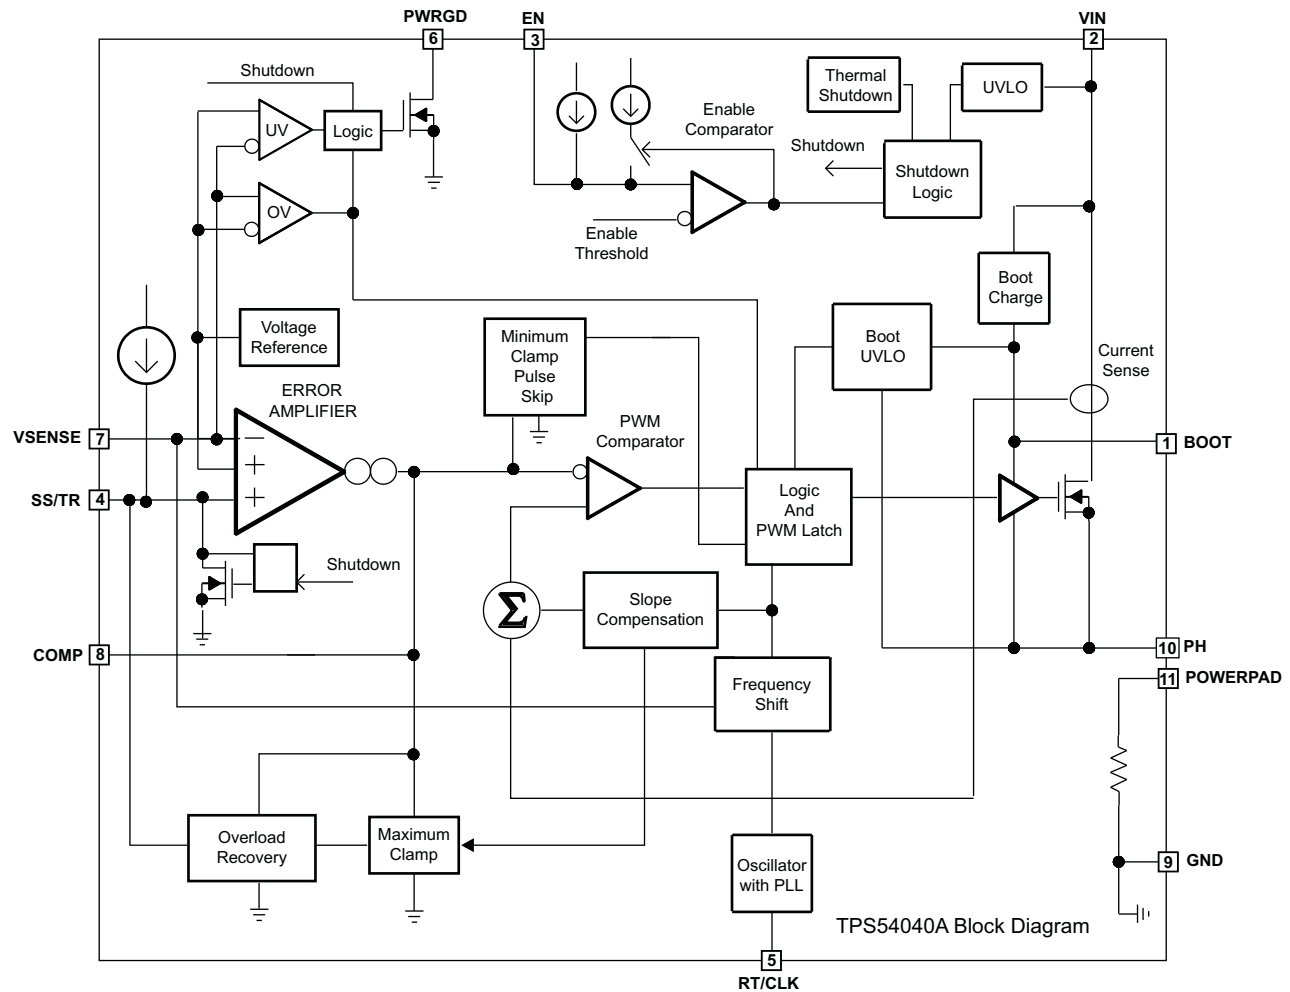 PWRGD
EN
VIN
6
3
2
Shutdown
Thermal
Shutdown
UVLO
UV
Logic
Enable
Comparator
Shutdown
Shutdown
Logic
OV
Enable
Threshold
Boot
Charge
Voltage
Reference
Minimum
Clamp
Pulse
Skip
Boot
UVLO
Current
Sense
ERROR
AMPLIFIER
PWM
Comparator
VSENSE
7
−
1
BOOT
+
SS/TR
4
+
Logic
And
PWM Latch
Shutdown
Σ
Slope
Compensation
COMP
8
10
PH
11
POWERPAD
Frequency
Shift
Overload
Recovery
Maximum
Clamp
Oscillator
with PLL
9
GND
TPS54040A Block Diagram
5
RT/CLK